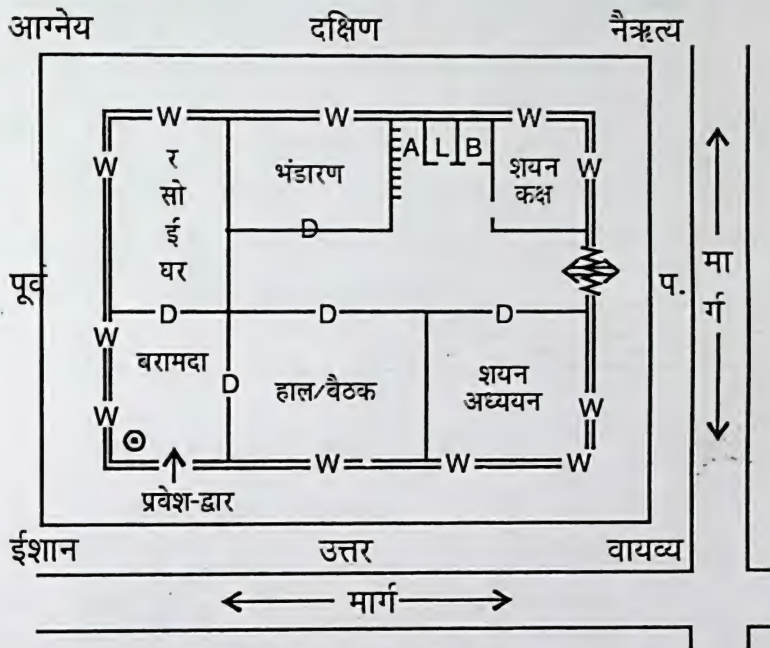 आग्नेय दक्षिण नैऋत्य
W W W
A L B
W भंडारण शयन W
कक्ष
र
सो
ई
घर
D
पूर्व प.
मा
र्ग
D D D
W
बरामदा D हाल/वैठक शयन
अध्ययन
W W
W W W
प्रवेश-द्वार
ईशान उत्तर वायव्य
मार्ग